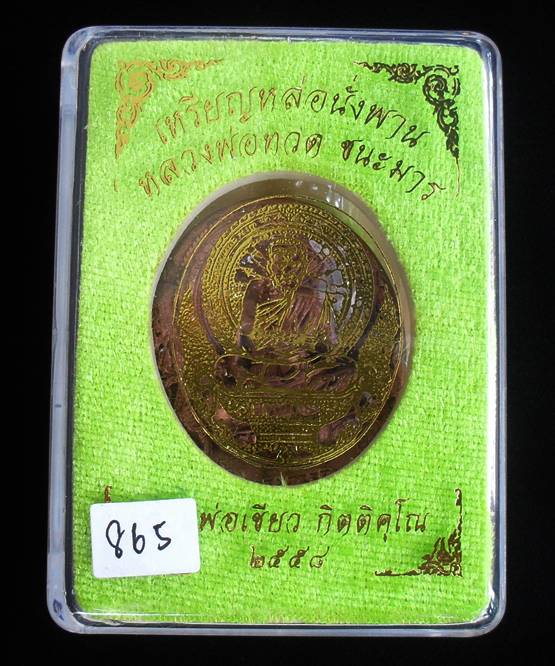 เหรียญหล่อนั่งพาน
หลวงพ่อทวด ชนะมาร
พ่อเขียว กิตติคุโณ
๒๕๕๘
865